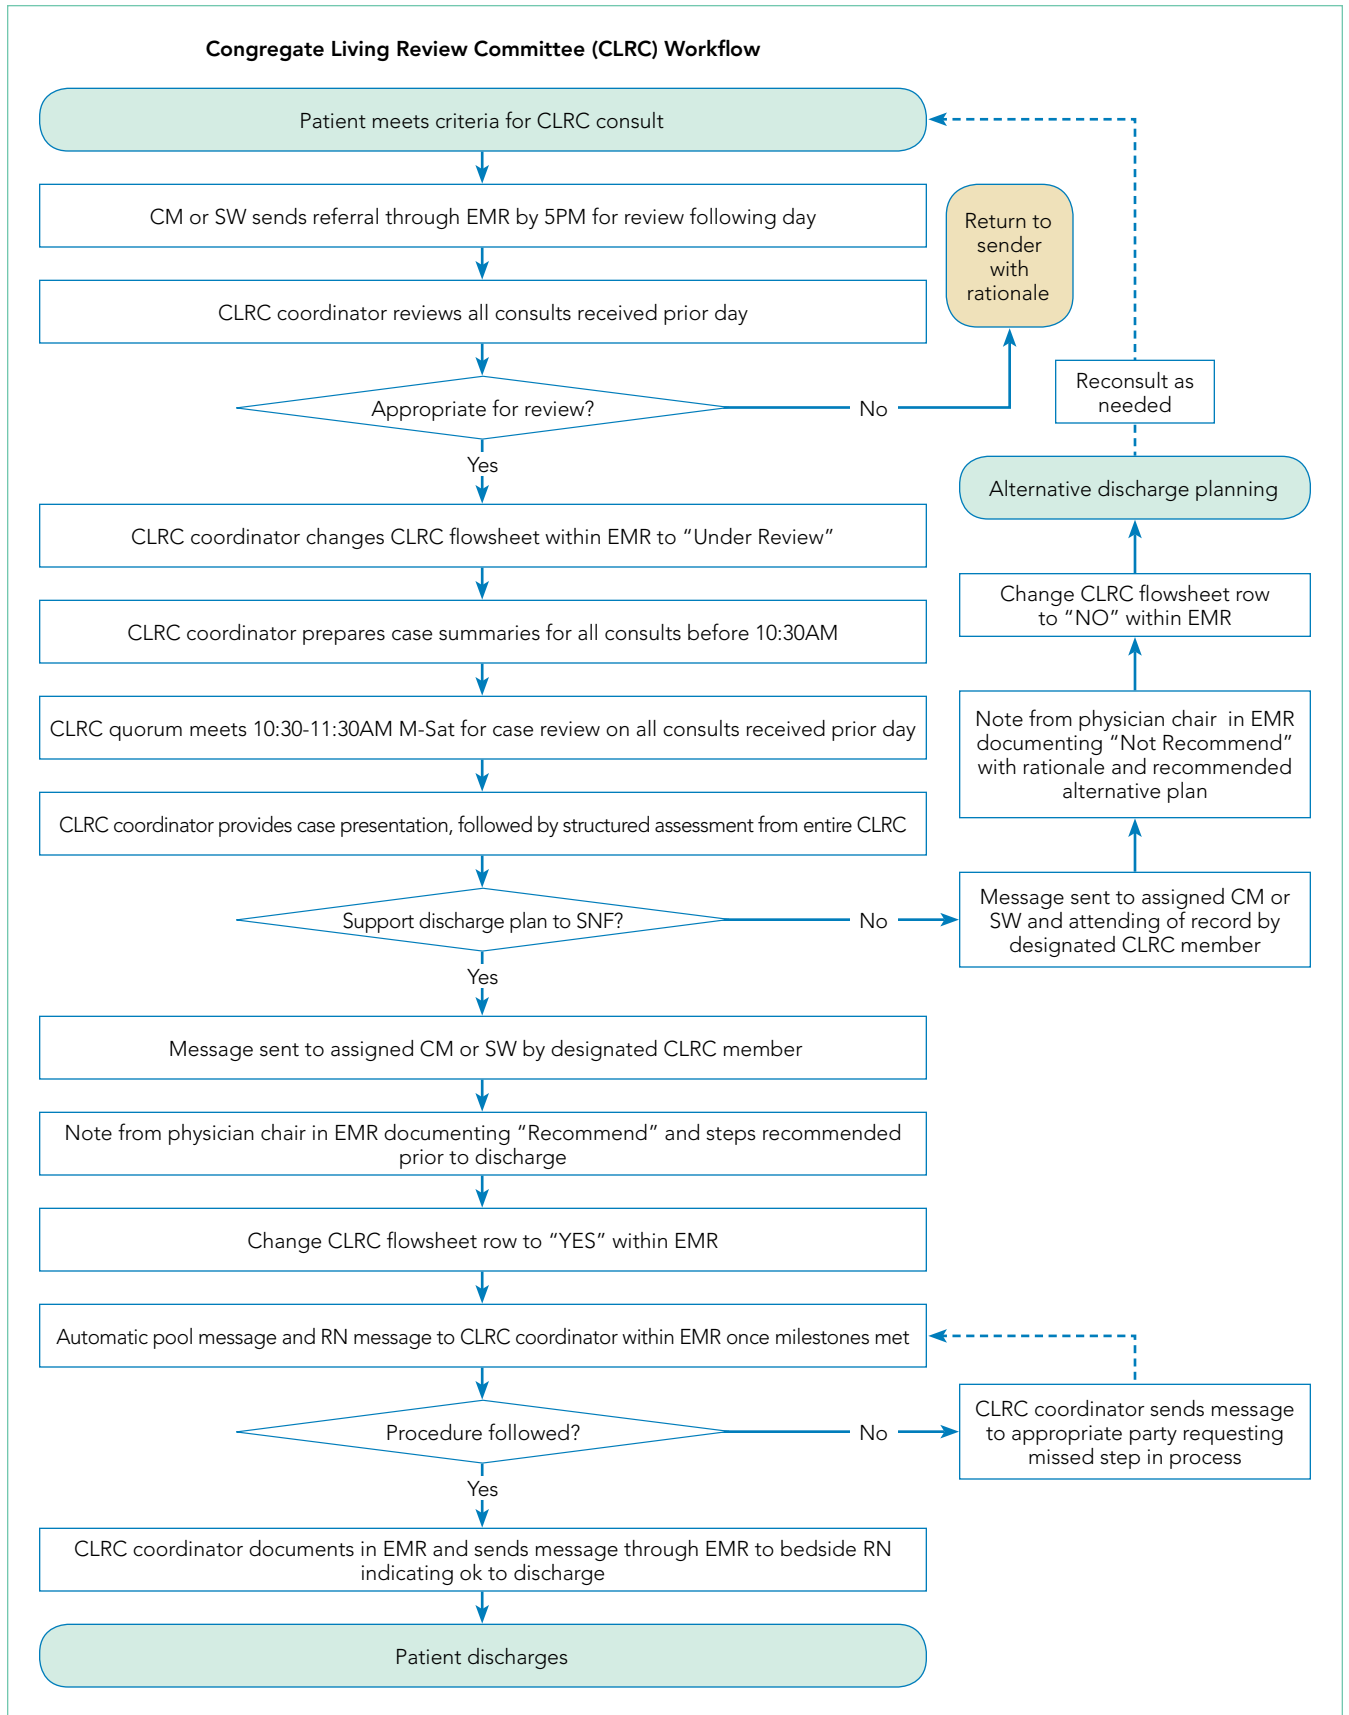 Congregate Living Review Committee (CLRC) Workflow
Patient meets criteria for CLRC consult
CM or SW sends referral through EMR by 5PM for review following day
CLRC coordinator reviews all consults received prior day
Appropriate for review?
No
Return to
sender
with
rationale
Yes
CLRC coordinator changes CLRC flowsheet within EMR to “Under Review”
CLRC coordinator prepares case summaries for all consults before 10:30AM
CLRC quorum meets 10:30-11:30AM M-Sat for case review on all consults received prior day
CLRC coordinator provides case presentation, followed by structured assessment from entire CLRC
Support discharge plan to SNF?
No
Message sent to assigned CM or
SW and attending of record by
designated CLRC member
Note from physician chair in EMR
documenting “Not Recommend”
with rationale and recommended
alternative plan
Change CLRC flowsheet row
to “NO” within EMR
Alternative discharge planning
Reconsult as
needed
Yes
Message sent to assigned CM or SW by designated CLRC member
Note from physician chair in EMR documenting “Recommend” and steps recommended
prior to discharge
Change CLRC flowsheet row to “YES” within EMR
Automatic pool message and RN message to CLRC coordinator within EMR once milestones met
Procedure followed?
No
CLRC coordinator sends message
to appropriate party requesting
missed step in process
Yes
CLRC coordinator documents in EMR and sends message through EMR to bedside RN
indicating ok to discharge
Patient discharges